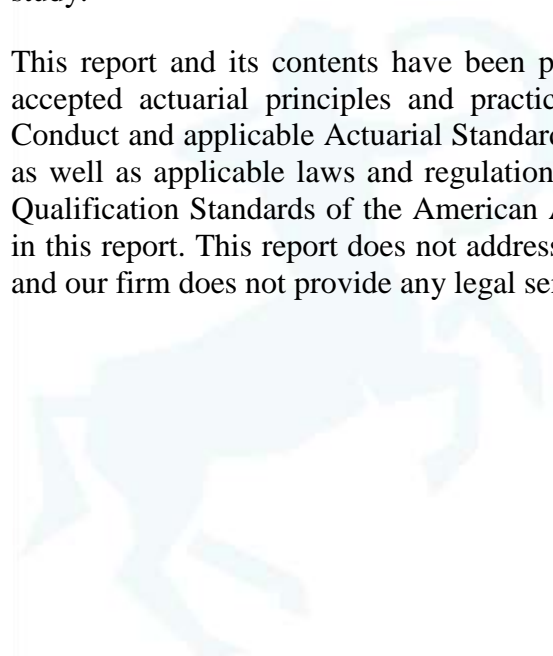 study.
This report and its contents have been p
accepted actuarial principles and practic
Conduct and applicable Actuarial Standard
as well as applicable laws and regulation
Qualification Standards of the American A
in this report. This report does not address
and our firm does not provide any legal ser